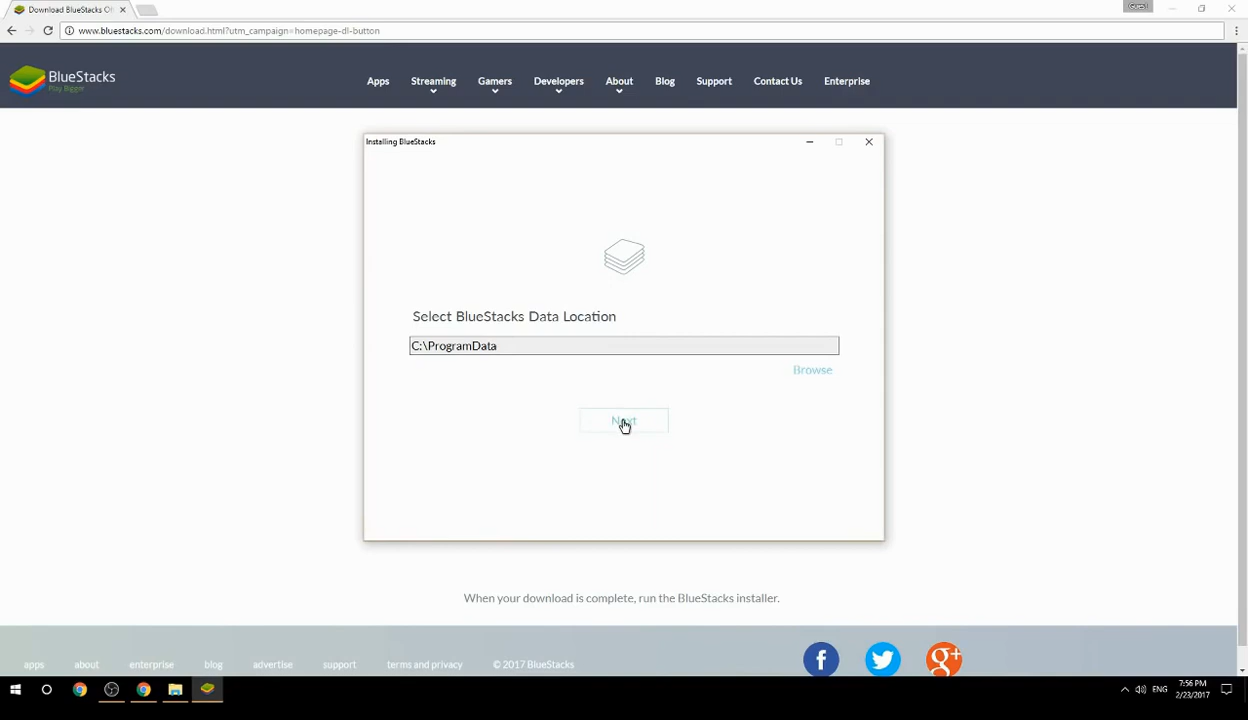 Download BlueStacks Of
Guest
www.bluestacks.com/download.html?utm_campaign=homepage-dl-button
BlueStacks
Play Bigger
Apps Streaming Gamers Developers About Blog Support Contact Us Enterprise
Installing BlueStacks
Select BlueStacks Data Location
C:\ProgramData
Browse
Next
When your download is complete, run the BlueStacks installer.
apps about enterprise blog advertise support terms and privacy © 2017 BlueStacks
f
g+
ENG
7:56 PM
2/23/2017